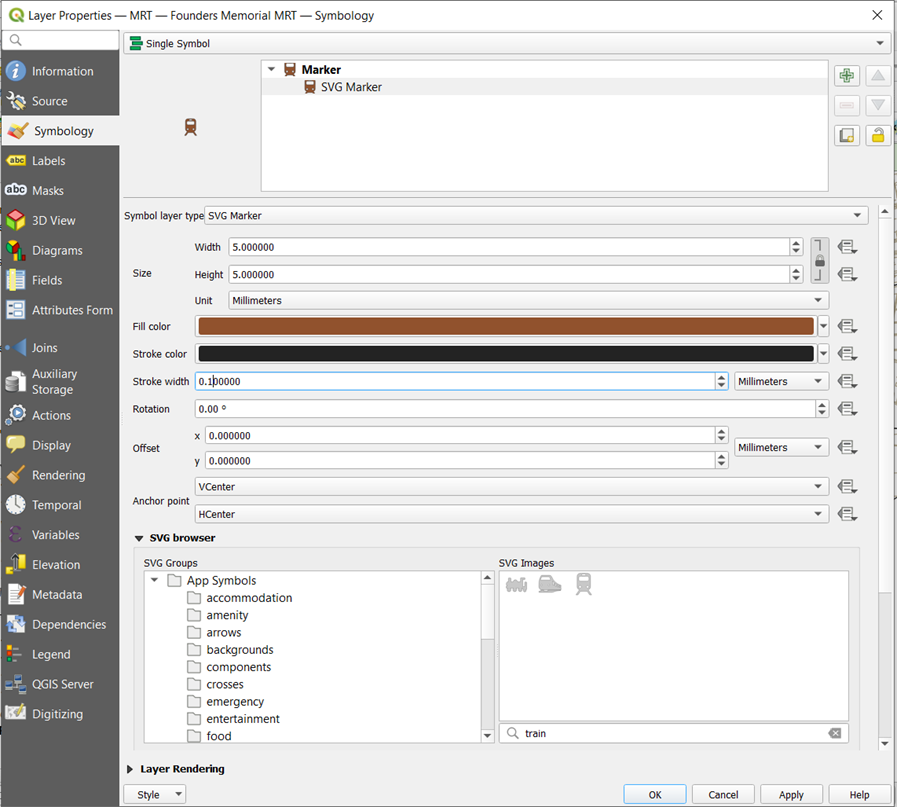 Layer Properties — MRT — Founders Memorial MRT — Symbology
Single Symbol
Information
Source
Symbology
abc Labels
abc Masks
3D View
Diagrams
Fields
Attributes Form
Joins
Auxiliary
Storage
Actions
Display
Rendering
Temporal
Variables
Elevation
Metadata
Dependencies
Legend
QGIS Server
Digitizing
Marker
SVG Marker
Symbol layer type SVG Marker
Size
Width 5.000000
Height 5.000000
Unit Millimeters
Fill color
Stroke color
Stroke width 0.100000 Millimeters
Rotation 0.00 °
Offset
x 0.000000
y 0.000000
Millimeters
Anchor point
VCenter
HCenter
SVG browser
SVG Groups
App Symbols
accommodation
amenity
arrows
backgrounds
components
crosses
emergency
entertainment
food
SVG Images
train
Layer Rendering
Style OK Cancel Apply Help